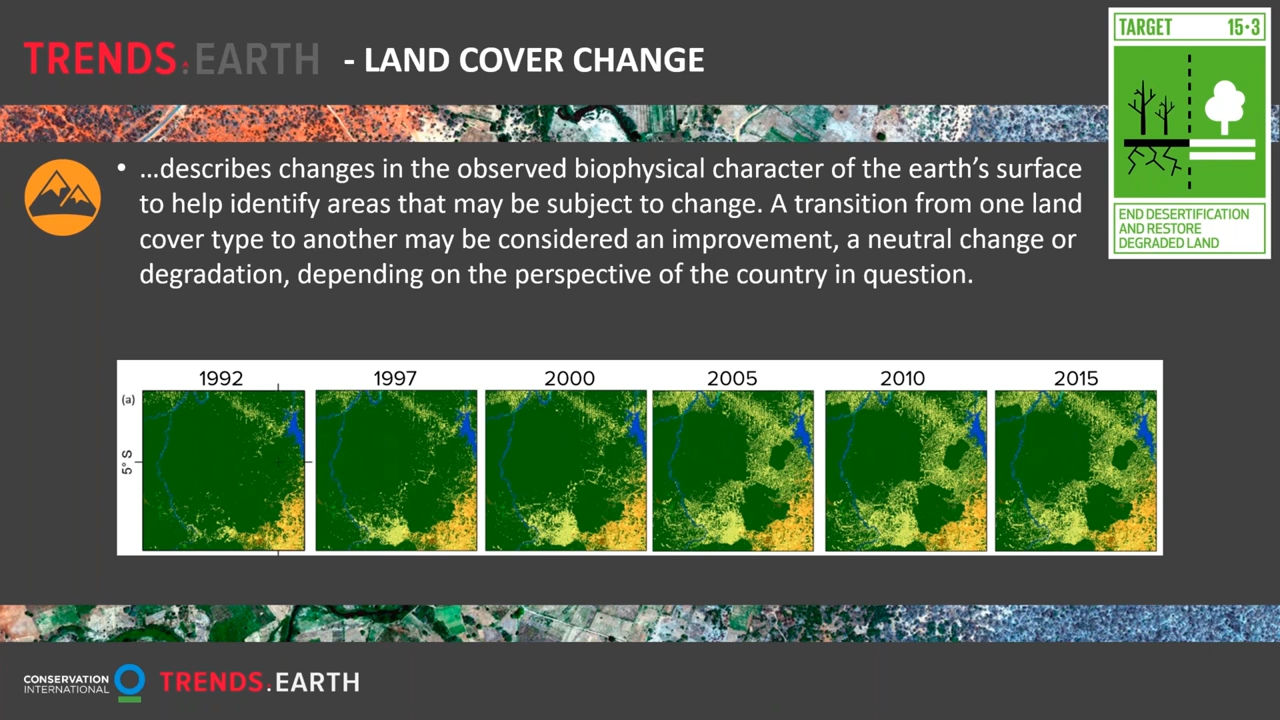 TRENDS.EARTH - LAND COVER CHANGE
TARGET 15·3
• ...describes changes in the observed biophysical character of the earth’s surface
to help identify areas that may be subject to change. A transition from one land
cover type to another may be considered an improvement, a neutral change or
degradation, depending on the perspective of the country in question.
END DESERTIFICATION
AND RESTORE
DEGRADED LAND
1992 1997 2000 2005 2010 2015
(a)
5° S
CONSERVATION
INTERNATIONAL
TRENDS.EARTH